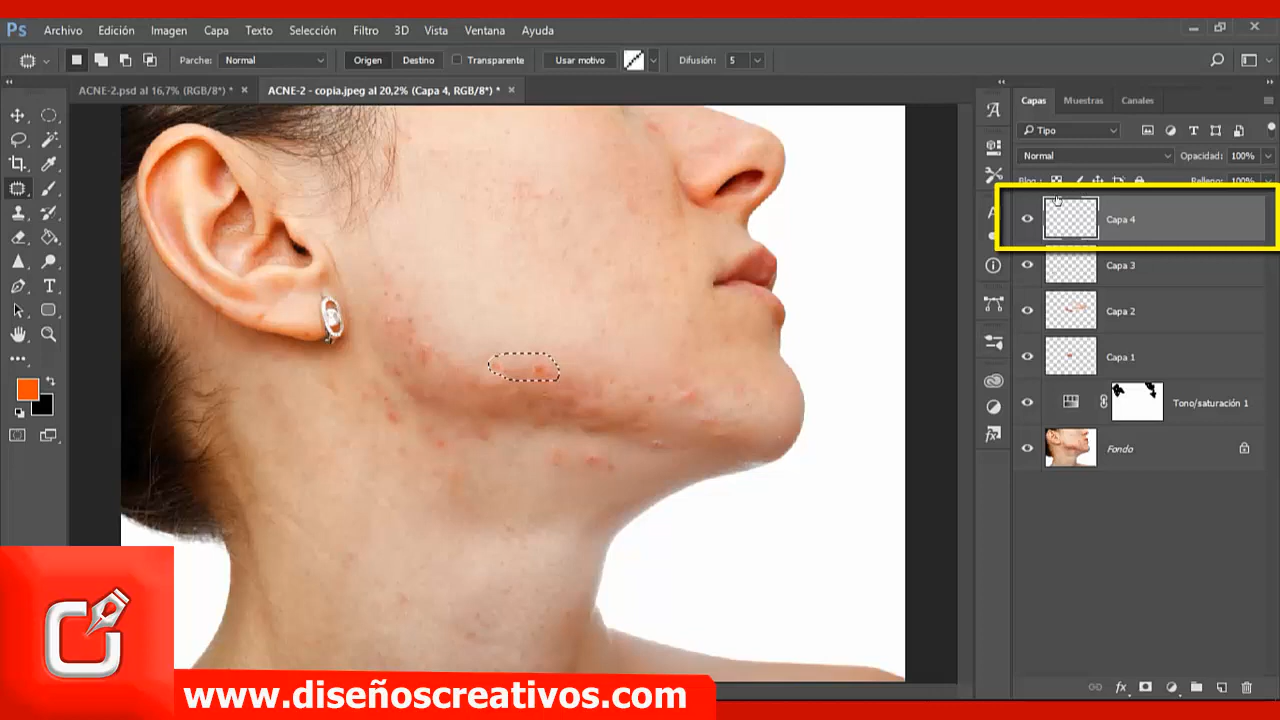 Ps Archivo Edición Imagen Capa Texto Selección Filtro 3D Vista Ventana Ayuda
Parche: Normal Origen Destino Transparente Usar motivo Difusión: 5
ACNE-2.psd al 16,7% (RGB/8*) * × ACNE-2 - copia.jpeg al 20,2% (Capa 4, RGB/8*) * ×
Capas Muestras Canales
Tipo
Normal Opacidad: 100%
Relleno: 100%
Capa 4
Capa 3
Capa 2
Capa 1
Tono/saturación 1
Fondo
fx
www.diseñoscreativos.com